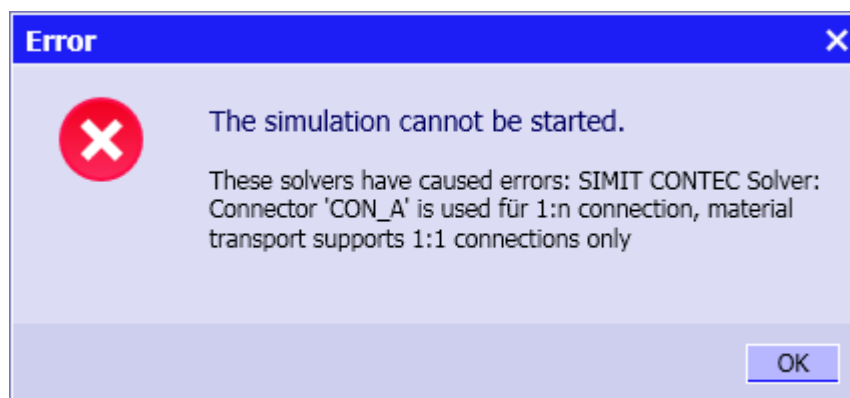 Error
The simulation cannot be started.
These solvers have caused errors: SIMIT CONTEC Solver:
Connector 'CON_A' is used für 1:n connection, material
transport supports 1:1 connections only
OK